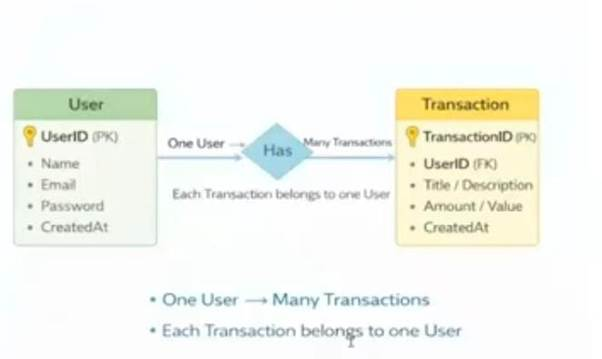 User
UserID (PK)
• Name
• Email
• Password
• CreatedAt
One User →
Has
Many Transactions
Each Transaction belongs to one User
Transaction
TransactionID (PK)
• UserID (FK)
• Title / Description
• Amount / Value
• CreatedAt
• One User → Many Transactions
• Each Transaction belongs to one User